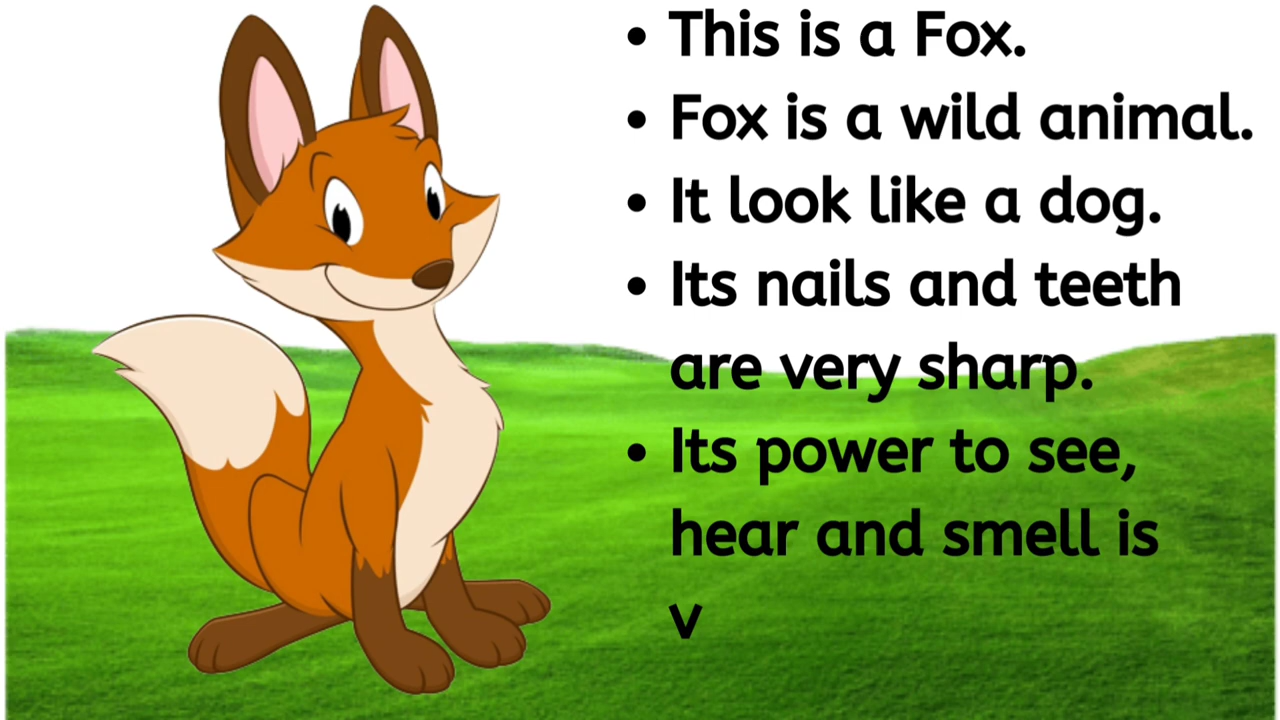 • This is a Fox.
• Fox is a wild animal.
• It look like a dog.
• Its nails and teeth
are very sharp.
• Its power to see,
hear and smell is
v